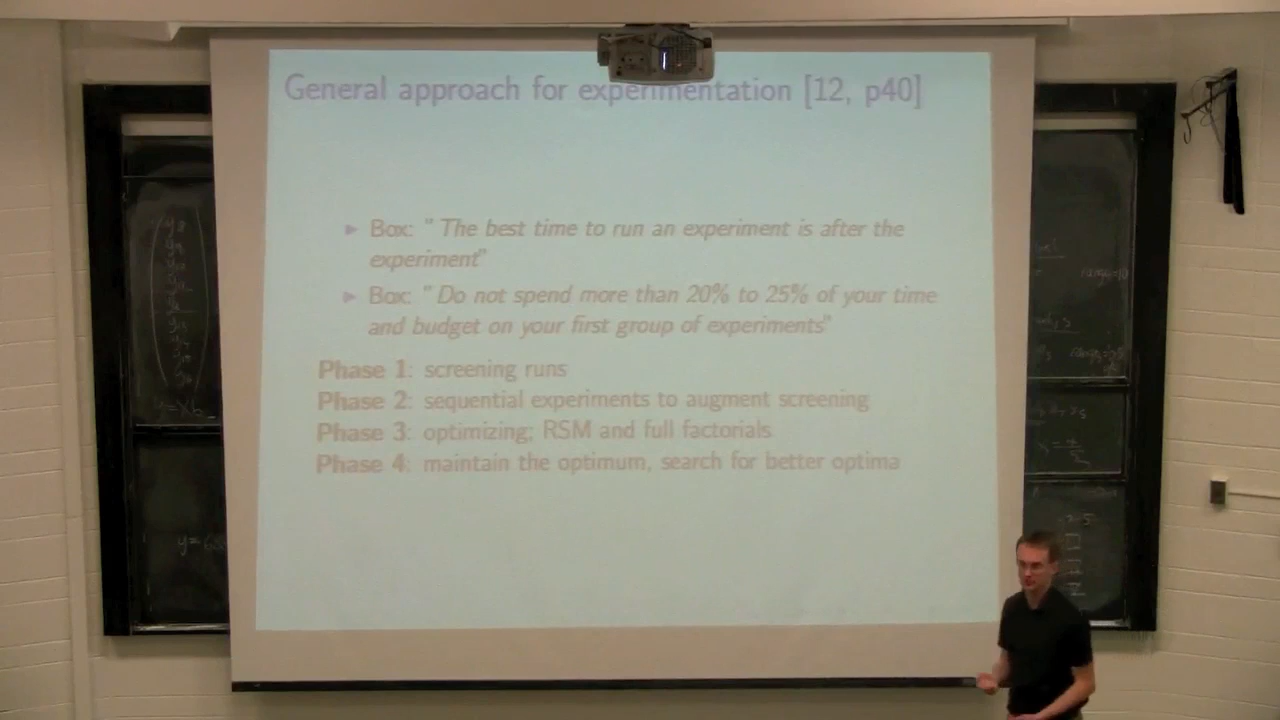 General approach for experimentation [12, p40]
► Box: " The best time to run an experiment is after the
experiment"
► Box: " Do not spend more than 20% to 25% of your time
and budget on your first group of experiments"
Phase 1: screening runs
Phase 2: sequential experiments to augment screening
Phase 3: optimizing; RSM and full factorials
Phase 4: maintain the optimum, search for better optima
y=Xb